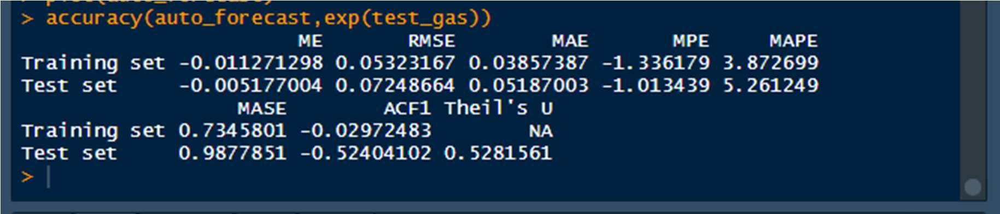 > plot(auto_forecast)
> accuracy(auto_forecast,exp(test_gas))
ME RMSE MAE MPE MAPE
Training set -0.011271298 0.05323167 0.03857387 -1.336179 3.872699
Test set -0.005177004 0.07248664 0.05187003 -1.013439 5.261249
MASE ACF1 Theil's U
Training set 0.7345801 -0.02972483 NA
Test set 0.9877851 -0.52404102 0.5281561
>